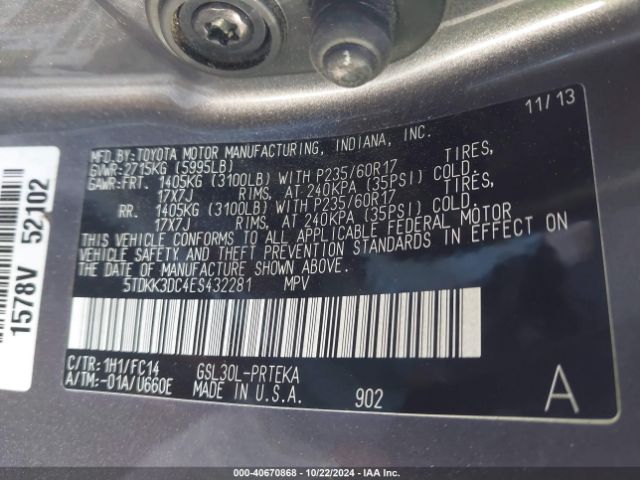 11/13
MFD.BY:TOYOTA MOTOR MANUFACTURING, INDIANA, INC.
GVWR:2715KG (5995LB)
GAWR:FRT. 1405KG (3100LB) WITH P235/60R17 TIRES,
17X7J RIMS, AT 240KPA (35PSI) COLD.
RR. 1405KG (3100LB) WITH P235/60R17 TIRES,
17X7J RIMS, AT 240KPA (35PSI) COLD.
THIS VEHICLE CONFORMS TO ALL APPLICABLE FEDERAL MOTOR
VEHICLE SAFETY AND THEFT PREVENTION STANDARDS IN EFFECT ON
THE DATE OF MANUFACTURE SHOWN ABOVE.
5TDKK3DC4ES432281 MPV
C/TR:1H1/FC14 GSL30L-PRTEKA
A/TM:-01A/U660E MADE IN U.S.A. 902 A
1578V 52102
000-40670868 - 10/22/2024 - IAA Inc.